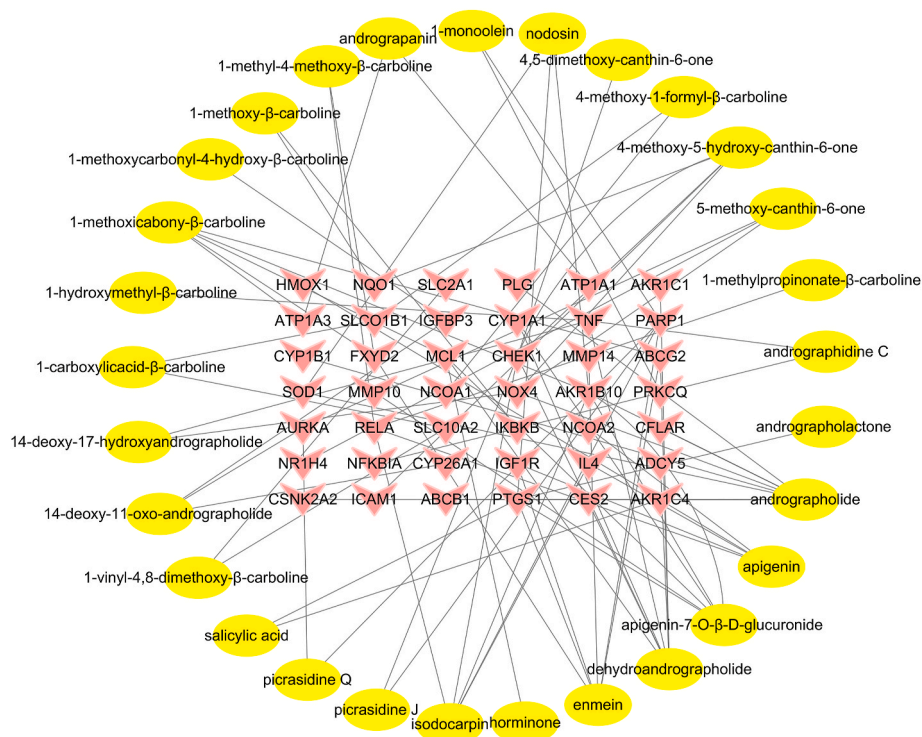 1-monoolein
nodosin
andrograpanin
4,5-dimethoxy-canthin-6-one
1-methyl-4-methoxy-β-carboline
4-methoxy-1-formyl-β-carboline
1-methoxy-β-carboline
4-methoxy-5-hydroxy-canthin-6-one
1-methoxycarbonyl-4-hydroxy-β-carboline
5-methoxy-canthin-6-one
1-methoxicabony-β-carboline
1-methylpropinonate-β-carboline
1-hydroxymethyl-β-carboline
HMOX1 NQO1 SLC2A1 PLG ATP1A1 AKR1C1
ATP1A3 SLCO1B1 IGFBP3 CYP1A1 TNF PARP1
andrographidine C
1-carboxylicacid-β-carboline
CYP1B1 FXYD2 MCL1 CHEK1 MMP14 ABCG2
SOD1 MMP10 NCOA1 NOX4 AKR1B10 PRKCQ
andrographolactone
14-deoxy-17-hydroxyandrographolide
AURKA RELA SLC10A2 IKBKB NCOA2 CFLAR
NR1H4 NFKBIA CYP26A1 IGF1R IL4 ADCY5
CSNK2A2 ICAM1 ABCB1 PTGS1 CES2 AKR1C4
andrographolide
14-deoxy-11-oxo-andrographolide
apigenin
1-vinyl-4,8-dimethoxy-β-carboline
apigenin-7-O-β-D-glucuronide
salicylic acid
dehydroandrographolide
picrasidine Q
enmein
picrasidine J
isodocarpin
horminone